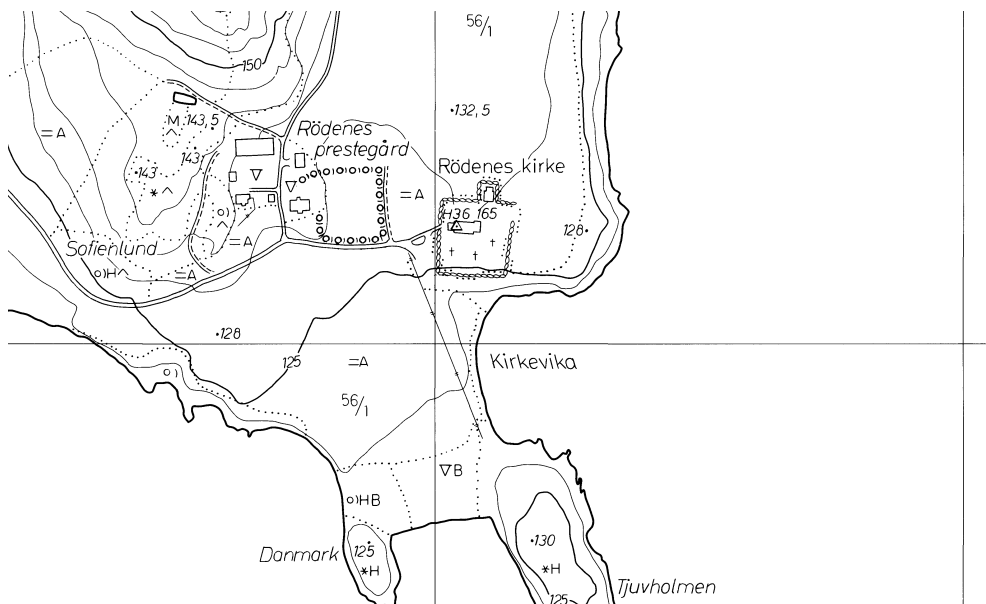 56/1
150
132,5
M 143,5
=A
Rödenes
prestegård
143
143
Rödenes kirke
=A
H36 165
128
Sofienlund
=A
H
=A
128
Kirkevika
125
=A
56/1
B
HB
130
Danmark
125
H
H
Tjuvholmen
125